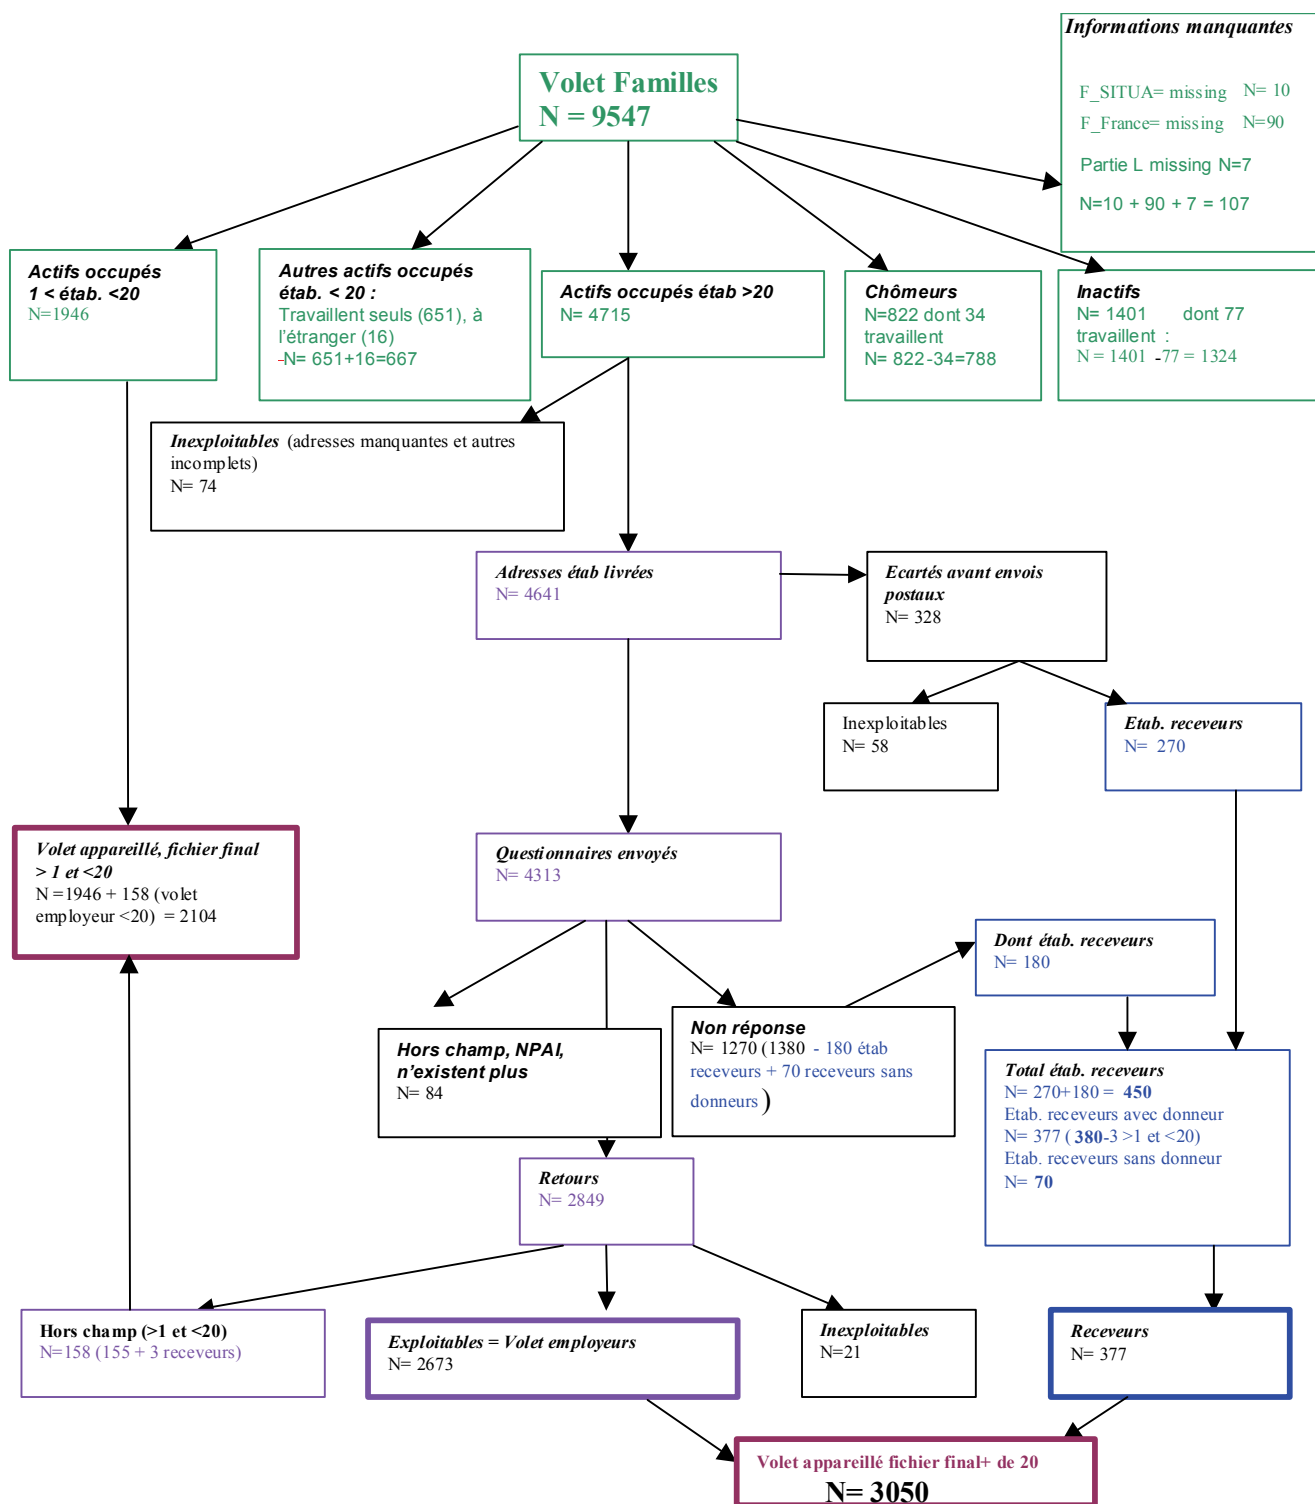 Informations manquantes
F_SITUA= missing N= 10
F_France= missing N=90
Partie L missing N=7
N=10 + 90 + 7 = 107
Volet Familles
N = 9547
Actifs occupés
1 < étab. <20
N=1946
Autres actifs occupés
étab. < 20 :
Travaillent seuls (651), à
l'étranger (16)
-N= 651+16=667
Actifs occupés étab >20
N= 4715
Chômeurs
N=822 dont 34
travaillent
N= 822-34=788
Inactifs
N= 1401 dont 77
travaillent :
N = 1401 -77 = 1324
Inexploitables (adresses manquantes et autres
incomplets)
N= 74
Adresses étab livrées
N= 4641
Ecartés avant envois
postaux
N= 328
Inexploitables
N= 58
Etab. receveurs
N= 270
Volet appareillé, fichier final
> 1 et <20
N =1946 + 158 (volet
employeur <20) = 2104
Questionnaires envoyés
N= 4313
Dont étab. receveurs
N= 180
Hors champ, NPAI,
n'existent plus
N= 84
Non réponse
N= 1270 (1380 - 180 étab
receveurs + 70 receveurs sans
donneurs )
Total étab. receveurs
N= 270+180 = 450
Etab. receveurs avec donneur
N= 377 ( 380-3 >1 et <20)
Etab. receveurs sans donneur
N= 70
Retours
N= 2849
Hors champ (>1 et <20)
N=158 (155 + 3 receveurs)
Exploitables = Volet employeurs
N= 2673
Inexploitables
N=21
Receveurs
N= 377
Volet appareillé fichier final+ de 20
N= 3050